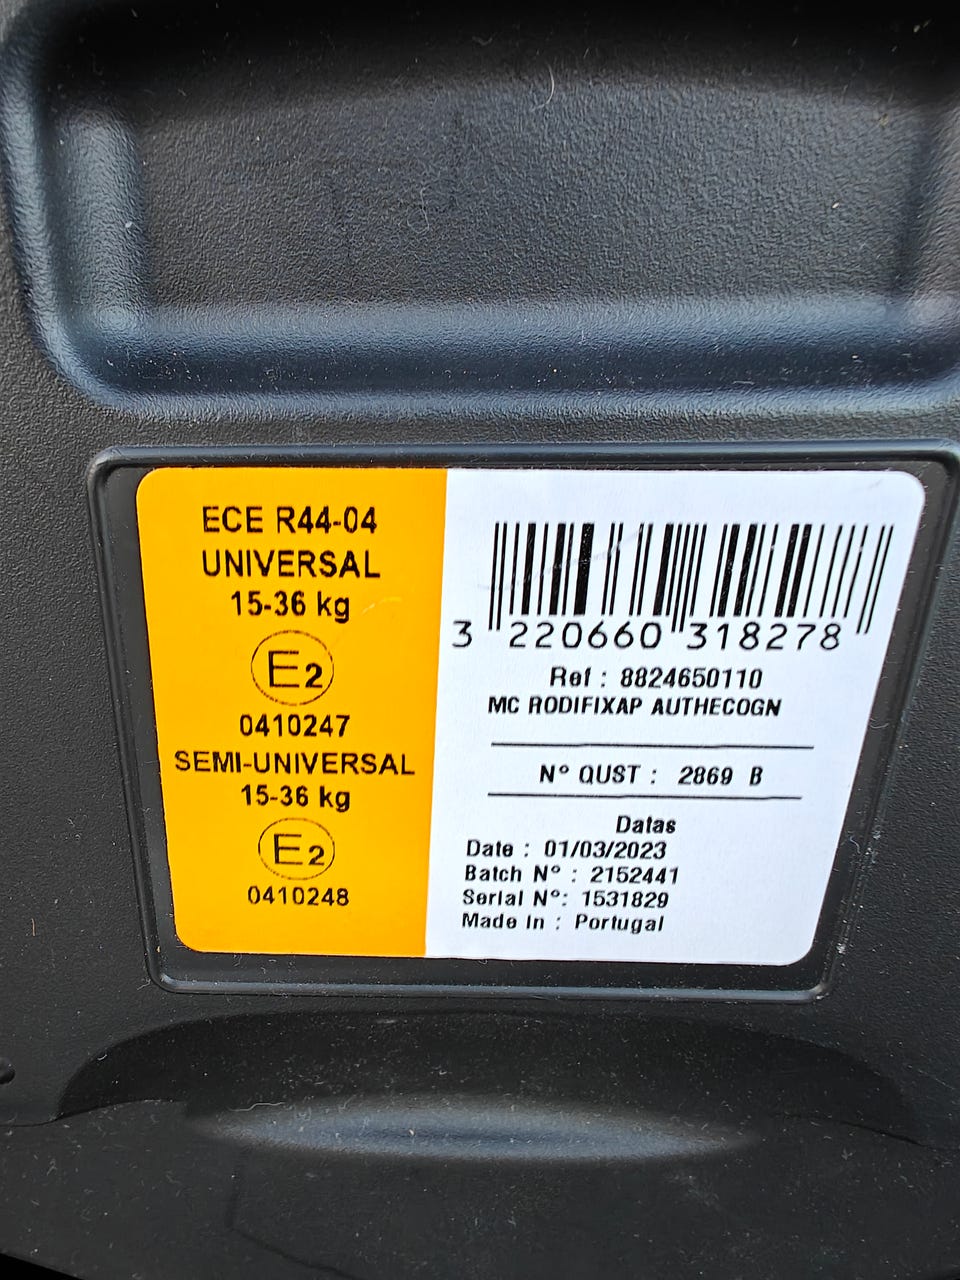 ECE R44-04
UNIVERSAL
15-36 kg
E2
0410247
SEMI-UNIVERSAL
15-36 kg
E2
0410248
3 220660 318278
Ref : 8824650110
MC RODIFIXAP AUTHECOGN
N° QUST : 2869 B
Datas
Date : 01/03/2023
Batch N° : 2152441
Serial N°: 1531829
Made In : Portugal